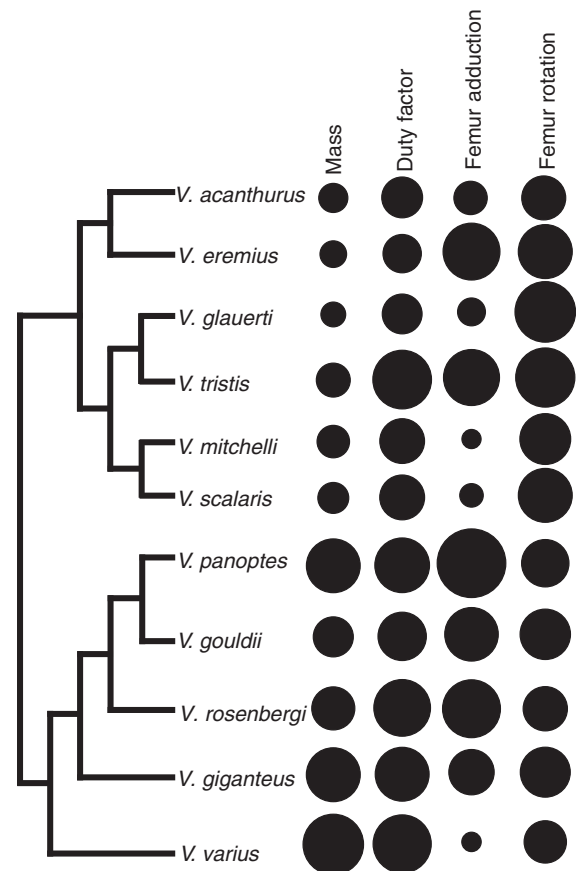 Mass
Duty factor
Femur adduction
Femur rotation
V. acanthurus
V. eremius
V. glauerti
V. tristis
V. mitchelli
V. scalaris
V. panoptes
V. gouldii
V. rosenbergi
V. giganteus
V. varius